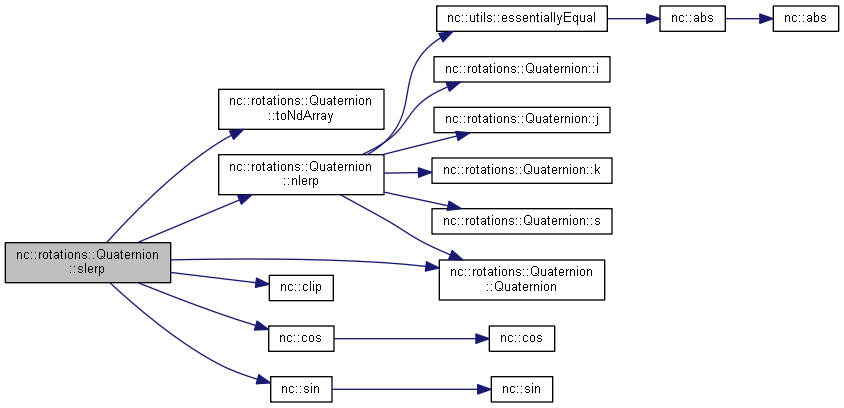 nc::utils::essentiallyEqual
nc::abs
nc::abs
nc::rotations::Quaternion::i
nc::rotations::Quaternion
::toNdArray
nc::rotations::Quaternion::j
nc::rotations::Quaternion
::nlerp
nc::rotations::Quaternion::k
nc::rotations::Quaternion::s
nc::rotations::Quaternion
::slerp
nc::rotations::Quaternion
::Quaternion
nc::clip
nc::cos
nc::cos
nc::sin
nc::sin